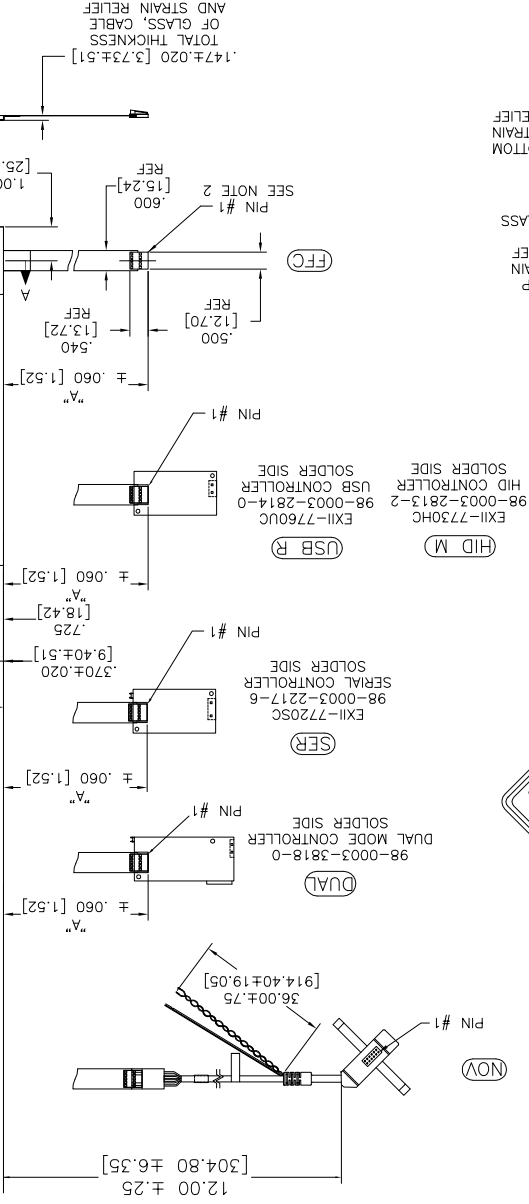 12.00 ±.25
[304.80 ±6.35]
NOV
PIN #1
36.00±.75
[914.40±19.05]
"A"
± .060 [1.52]
DUAL
98-0003-3818-0
DUAL MODE CONTROLLER
SOLDER SIDE
PIN #1
"A"
± .060 [1.52]
SER
EXII-7720SC
98-0003-2217-6
SERIAL CONTROLLER
SOLDER SIDE
PIN #1
.370±.020
[9.40±.51]
.725
[18.42]
"A"
± .060 [1.52]
HID M
EXII-7730HC
98-0003-2813-2
HID CONTROLLER
SOLDER SIDE
USB R
EXII-7760UC
98-0003-2814-0
USB CONTROLLER
SOLDER SIDE
PIN #1
"A"
± .060 [1.52]
.500
[12.70]
REF
.540
[13.72]
REF
A
FFC
PIN #1
SEE NOTE 2
.600
[15.24]
REF
1.00
[25.
.147±.020 [3.73±.51]
TOTAL THICKNESS
OF GLASS, CABLE
AND STRAIN RELIEF